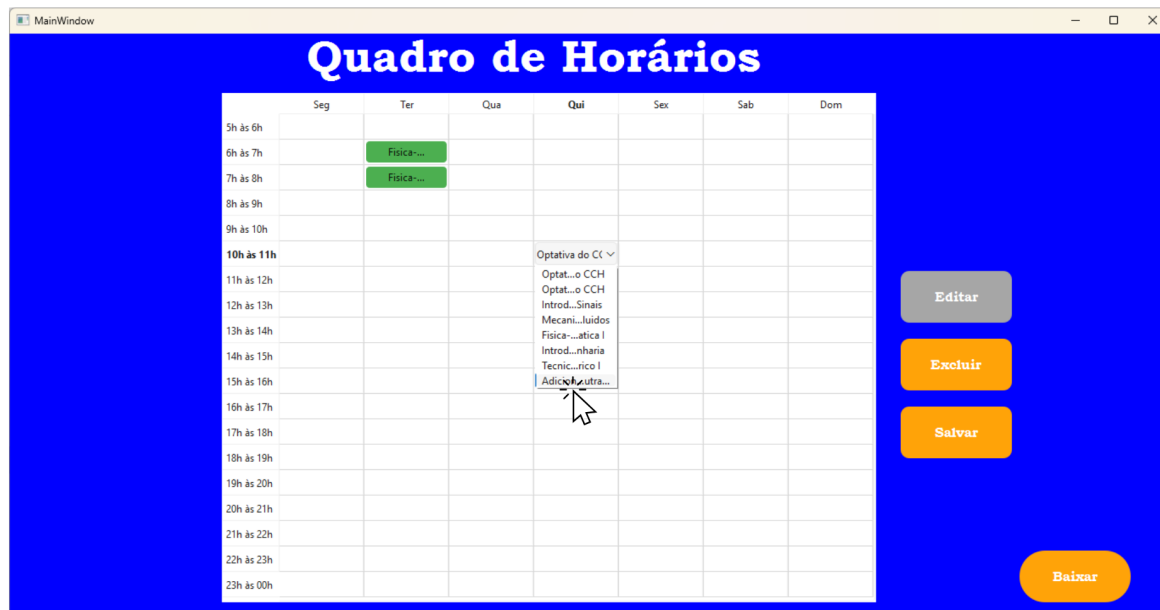 MainWindow
Quadro de Horários
Seg Ter Qua Qui Sex Sab Dom
5h às 6h
6h às 7h Fisica-...
7h às 8h Fisica-...
8h às 9h
9h às 10h
10h às 11h Optativa do C(
11h às 12h Optat...o CCH
Optat...o CCH
12h às 13h Introd...Sinais
Mecani...luidos
13h às 14h Fisica-...atica I
14h às 15h Introd...nharia
Tecnic...rico I
15h às 16h Adicion...utra...
16h às 17h
17h às 18h
18h às 19h
19h às 20h
20h às 21h
21h às 22h
22h às 23h
23h às 00h
Editar
Excluir
Salvar
Baixar